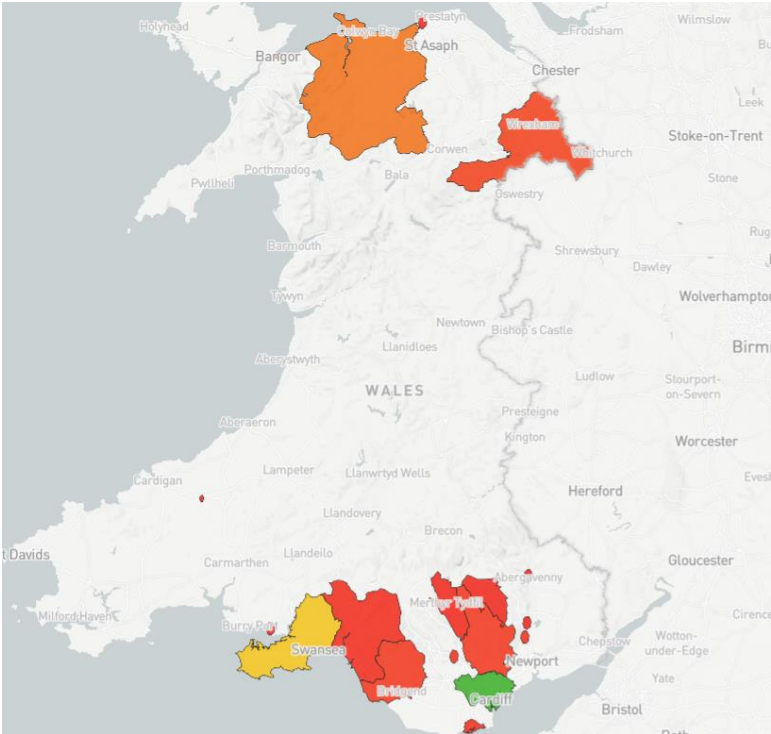 Holyhead
Prestatyn
Colwyn Bay
St Asaph
Frodsham
Wilmslow
Bangor
Chester
Leek
Wrexham
Stoke-on-Trent
Corwen
Whitchurch
Porthmadog
Bala
Pwllheli
Stone
Oswestry
Barmouth
Shrewsbury
Rug
Dawley
Tywyn
Wolverhampto
Newtown
Bishop's Castle
Llanidloes
Birm
Aberystwyth
Ludlow
Stourport-
on-Severn
WALES
Presteigne
Aberaeron
Kington
Worcester
Lampeter
Llanwrtyd Wells
Cardigan
Evesh
Hereford
Llandovery
Brecon
t Davids
Llandeilo
Carmarthen
Gloucester
Abergavenny
Merthyr Tydfil
Milford Haven
Burry Port
Cirence
Chepstow
Wotton-
under-Edge
Swansea
Newport
Yate
Bridgend
Cardiff
Bristol